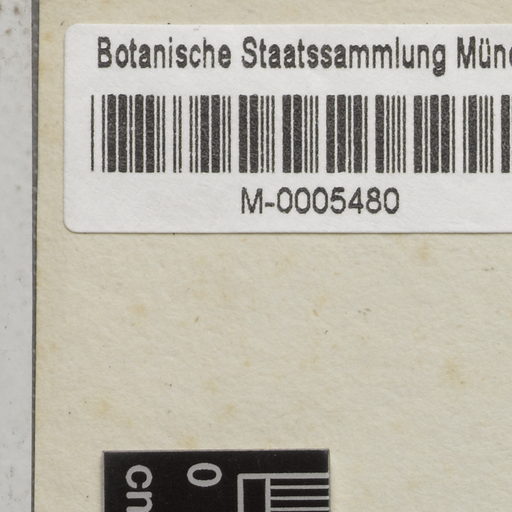 Botanische Staatssammlung Münc
M-0005480
0
cm